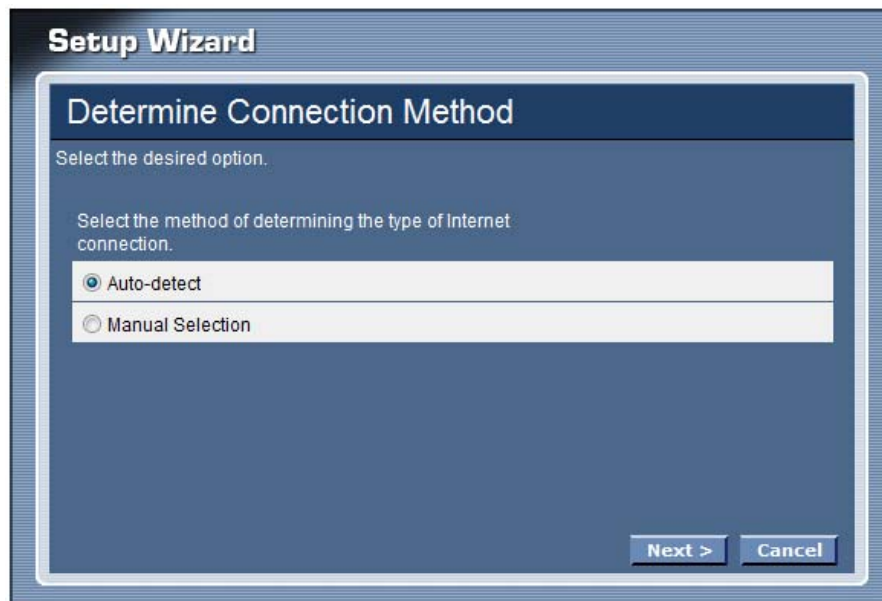 Setup Wizard
Determine Connection Method
Select the desired option.
Select the method of determining the type of Internet
connection.
Auto-detect
Manual Selection
Next >
Cancel